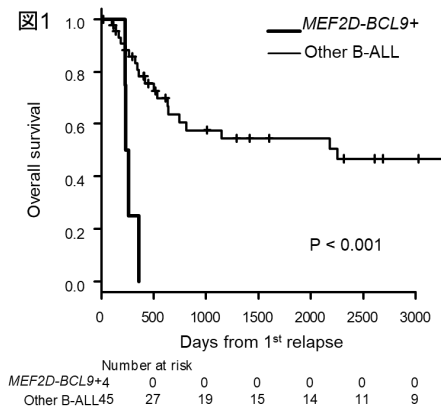 図1
MEF2D-BCL9+
Other B-ALL
1.0
0.8
0.6
0.4
0.2
0.0
Overall survival
P < 0.001
0 500 1000 1500 2000 2500 3000
Days from 1st relapse
Number at risk
MEF2D-BCL9+4 0 0 0 0 0 0
Other B-ALL45 27 19 15 14 11 9